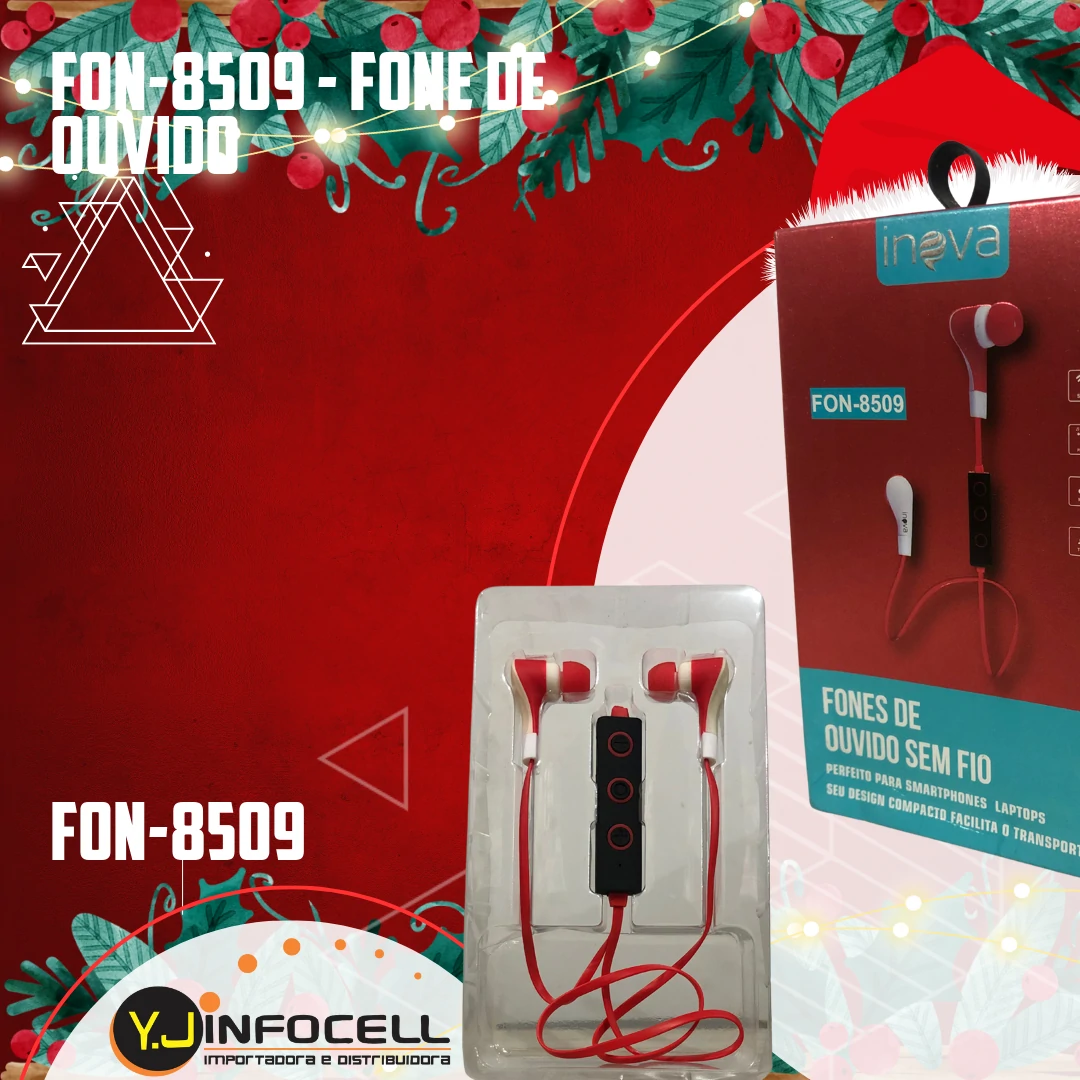 FON-8509 - FONE DE
OUVIDO
inova
FON-8509
inova
FONES DE
OUVIDO SEM FIO
PERFEITO PARA SMARTPHONES LAPTOPS
SEU DESIGN COMPACTO FACILITA O TRANSPORT
FON-8509
Y.J INFOCELL
IMPORTADORA E DISTRIBUIDORA